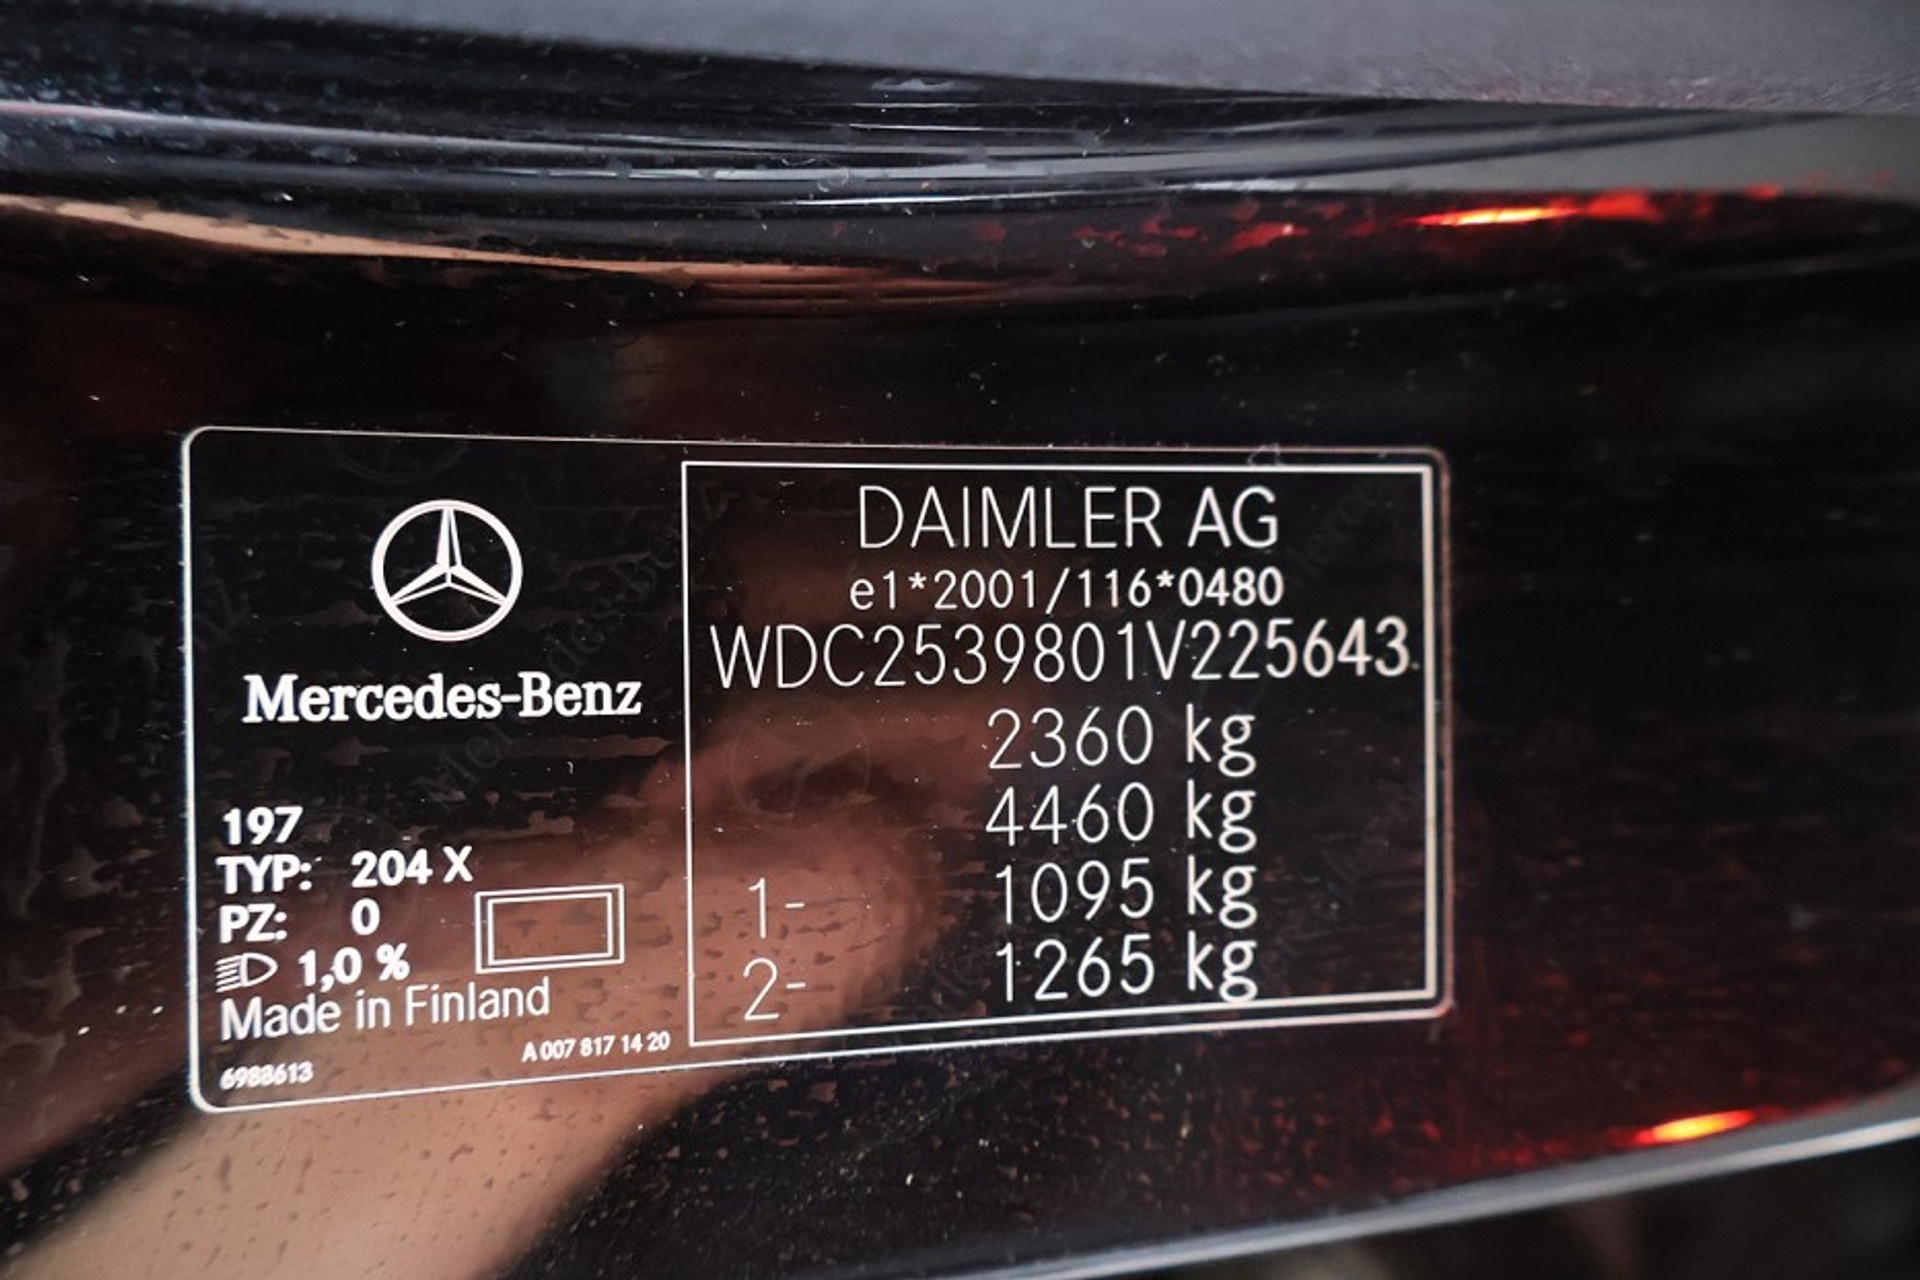 Mercedes-Benz
197
TYP: 204 X
PZ: 0
1,0 %
Made in Finland
6988613
A 007 817 14 20
DAIMLER AG
e1*2001/116*0480
WDC2539801V225643
2360 kg
4460 kg
1- 1095 kg
2- 1265 kg